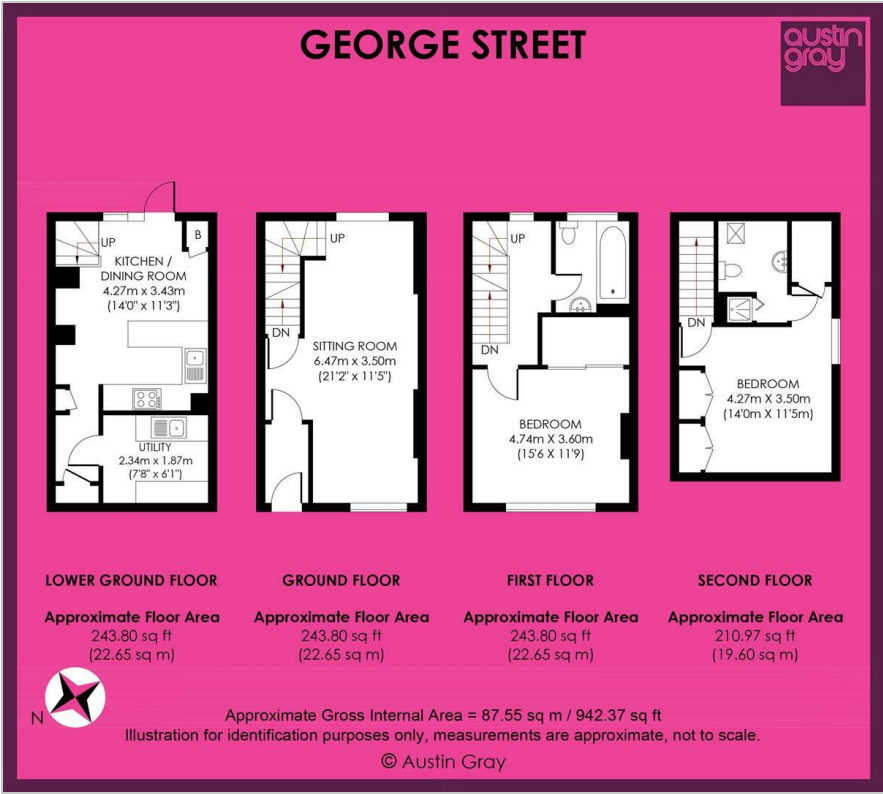 GEORGE STREET
austin
gray
UP
B
KITCHEN /
DINING ROOM
4.27m x 3.43m
(14'0" x 11'3")
UTILITY
2.34m x 1.87m
(7'8" x 6'1")
UP
DN
SITTING ROOM
6.47m x 3.50m
(21'2" x 11'5")
UP
DN
BEDROOM
4.74M X 3.60m
(15'6 X 11'9)
DN
BEDROOM
4.27M X 3.50m
(14'0m X 11'5m)
LOWER GROUND FLOOR
Approximate Floor Area
243.80 sq ft
(22.65 sq m)
GROUND FLOOR
Approximate Floor Area
243.80 sq ft
(22.65 sq m)
FIRST FLOOR
Approximate Floor Area
243.80 sq ft
(22.65 sq m)
SECOND FLOOR
Approximate Floor Area
210.97 sq ft
(19.60 sq m)
N
Approximate Gross Internal Area = 87.55 sq m / 942.37 sq ft
Illustration for identification purposes only, measurements are approximate, not to scale.
© Austin Gray